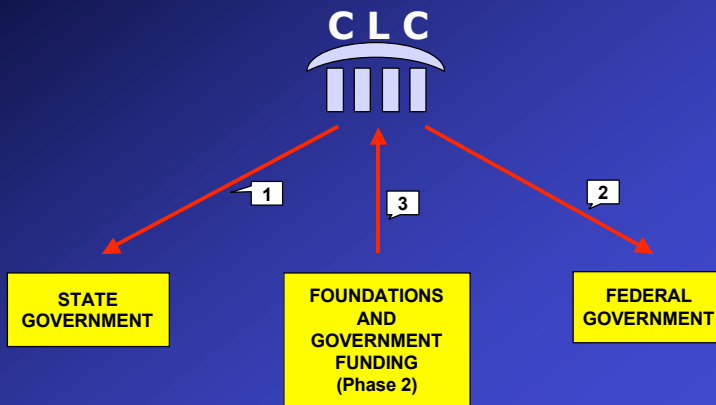 C L C
1
3
2
STATE
GOVERNMENT
FOUNDATIONS
AND
GOVERNMENT
FUNDING
(Phase 2)
FEDERAL
GOVERNMENT